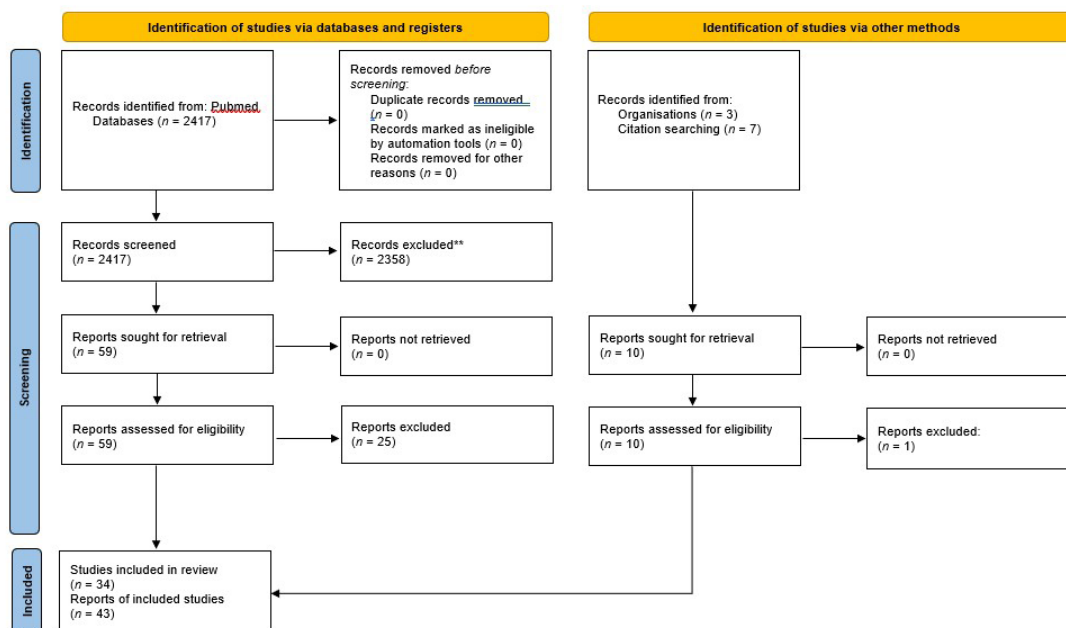 Identification of studies via databases and registers
Identification of studies via other methods
Identification
Records identified from: Pubmed
Databases (n = 2417)
Records removed before
screening:
Duplicate records removed
(n = 0)
Records marked as ineligible
by automation tools (n = 0)
Records removed for other
reasons (n = 0)
Records identified from:
Organisations (n = 3)
Citation searching (n = 7)
Screening
Records screened
(n = 2417)
Records excluded**
(n = 2358)
Reports sought for retrieval
(n = 59)
Reports not retrieved
(n = 0)
Reports sought for retrieval
(n = 10)
Reports not retrieved
(n = 0)
Reports assessed for eligibility
(n = 59)
Reports excluded
(n = 25)
Reports assessed for eligibility
(n = 10)
Reports excluded:
(n = 1)
Included
Studies included in review
(n = 34)
Reports of included studies
(n = 43)